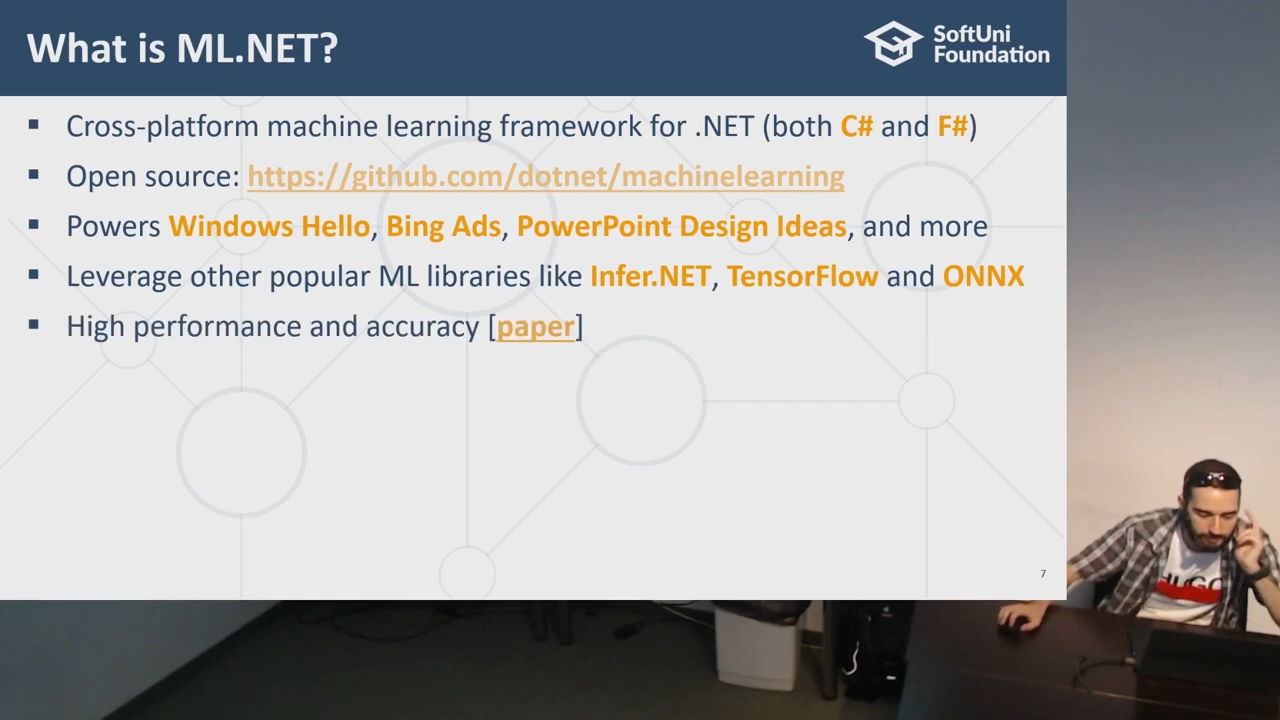 What is ML.NET?
SoftUni
Foundation
▪ Cross-platform machine learning framework for .NET (both C# and F#)
▪ Open source: https://github.com/dotnet/machinelearning
▪ Powers Windows Hello, Bing Ads, PowerPoint Design Ideas, and more
▪ Leverage other popular ML libraries like Infer.NET, TensorFlow and ONNX
▪ High performance and accuracy [paper]
7